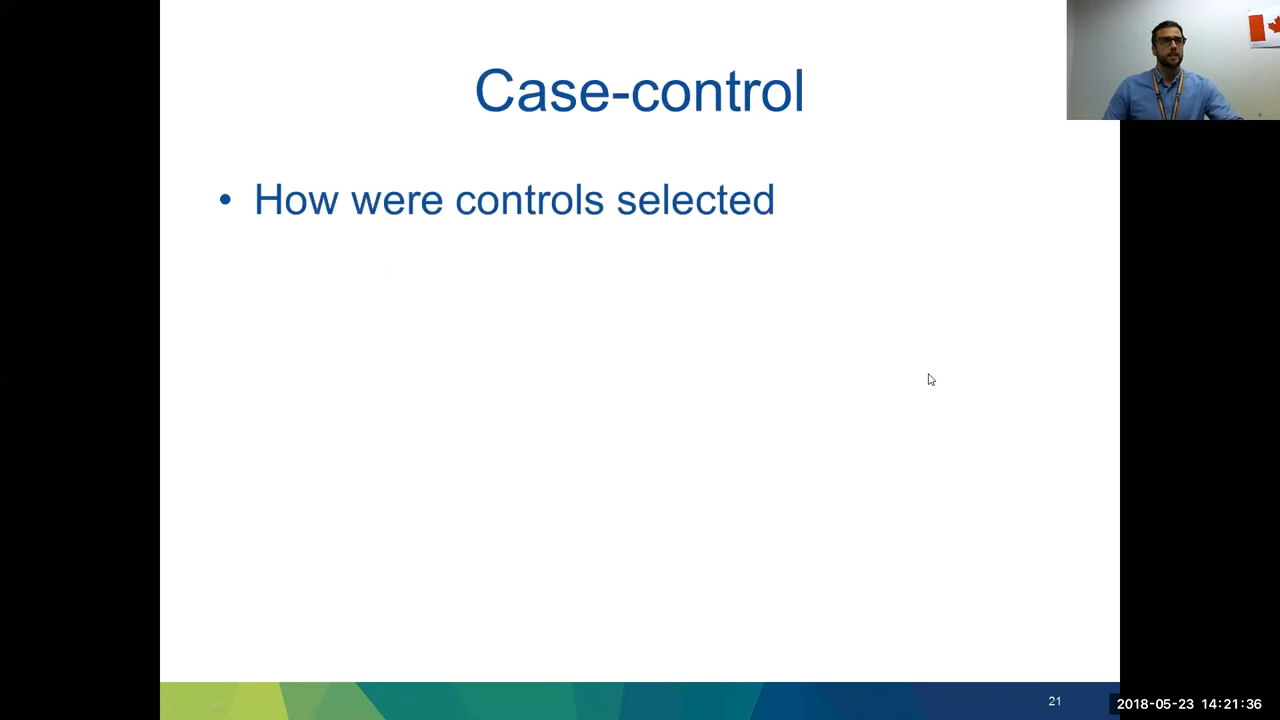 Case-control
• How were controls selected
21
2018-05-23 14:21:36